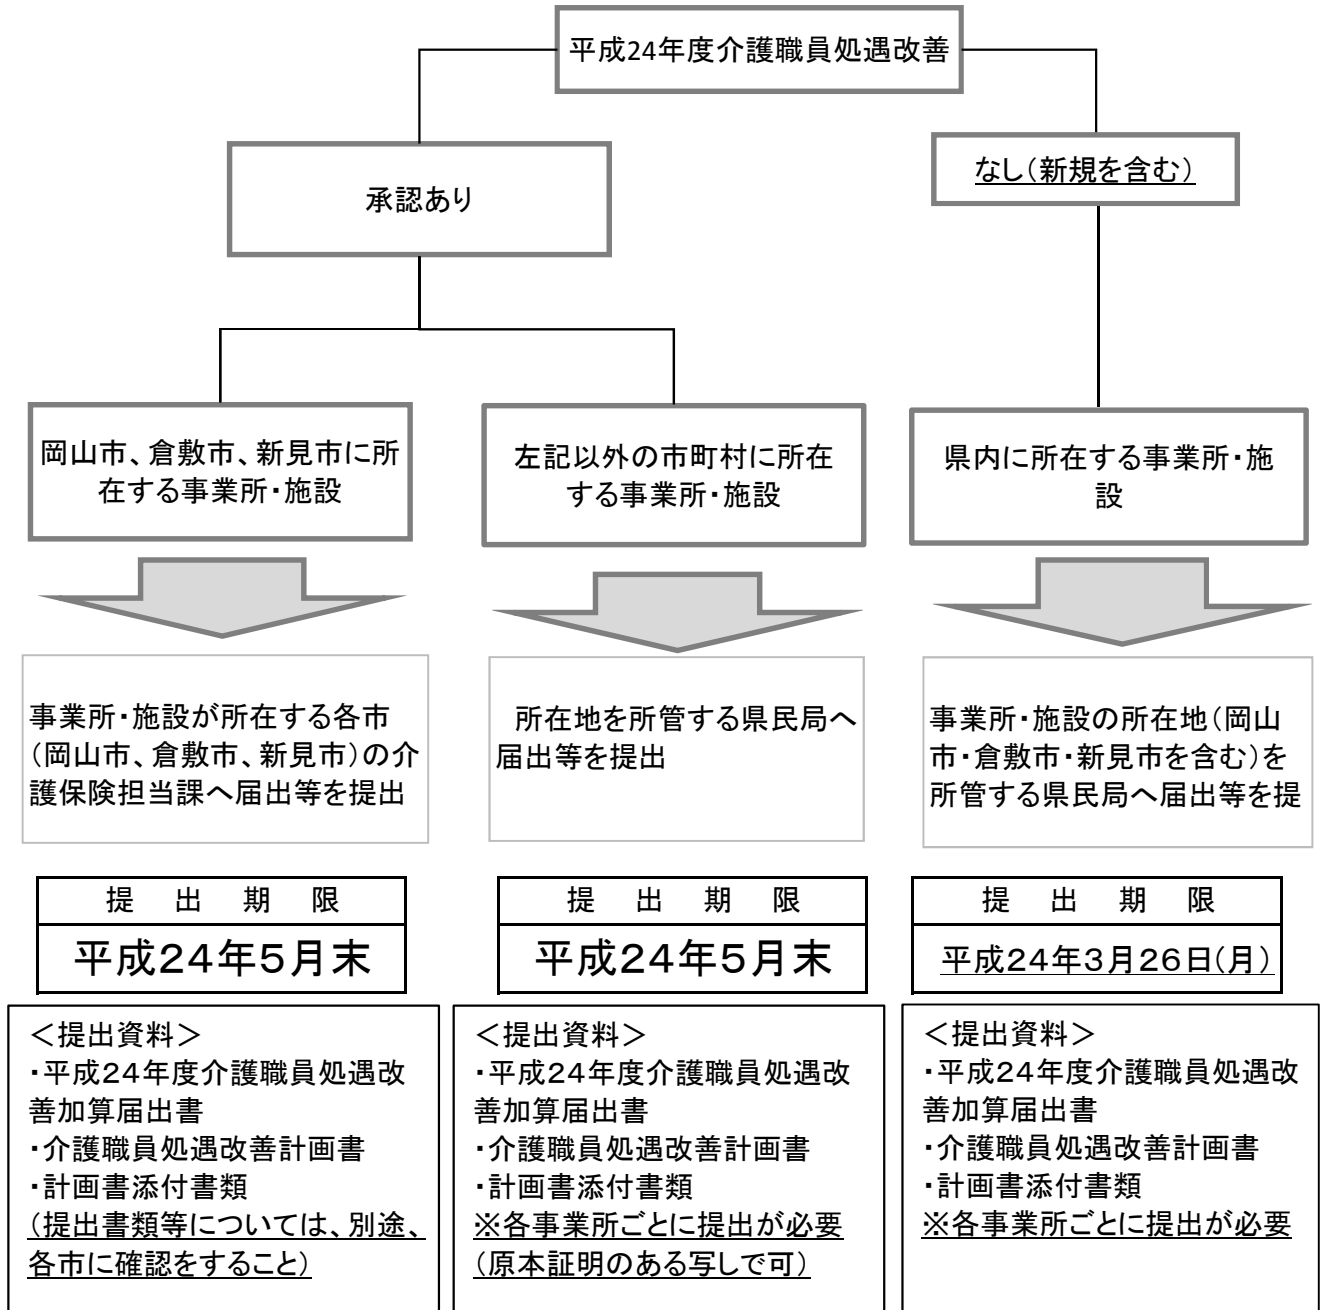 平成24年度介護職員処遇改善
承認あり
なし(新規を含む)
岡山市、倉敷市、新見市に所
在する事業所・施設
左記以外の市町村に所在
する事業所・施設
県内に所在する事業所・施
設
事業所・施設が所在する各市
(岡山市、倉敷市、新見市)の介
護保険担当課へ届出等を提出
所在地を所管する県民局へ
届出等を提出
事業所・施設の所在地(岡山
市・倉敷市・新見市を含む)を
所管する県民局へ届出等を提
提 出 期 限
平成24年5月末
提 出 期 限
平成24年5月末
提 出 期 限
平成24年3月26日(月)
<提出資料>
・平成24年度介護職員処遇改
善加算届出書
・介護職員処遇改善計画書
・計画書添付書類
(提出書類等については、別途、
各市に確認をすること)
<提出資料>
・平成24年度介護職員処遇改
善加算届出書
・介護職員処遇改善計画書
・計画書添付書類
※各事業所ごとに提出が必要
(原本証明のある写しで可)
<提出資料>
・平成24年度介護職員処遇改
善加算届出書
・介護職員処遇改善計画書
・計画書添付書類
※各事業所ごとに提出が必要